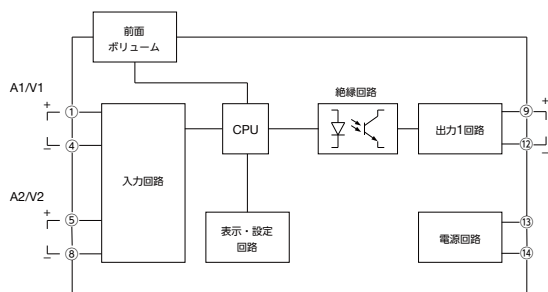 前面
ボリューム
A1/V1
+
①
−
④
A2/V2
+
⑤
−
⑧
入力回路
CPU
表示・設定
回路
絶縁回路
出力1回路
⑨
+
⑫
−
電源回路
⑬
⑭